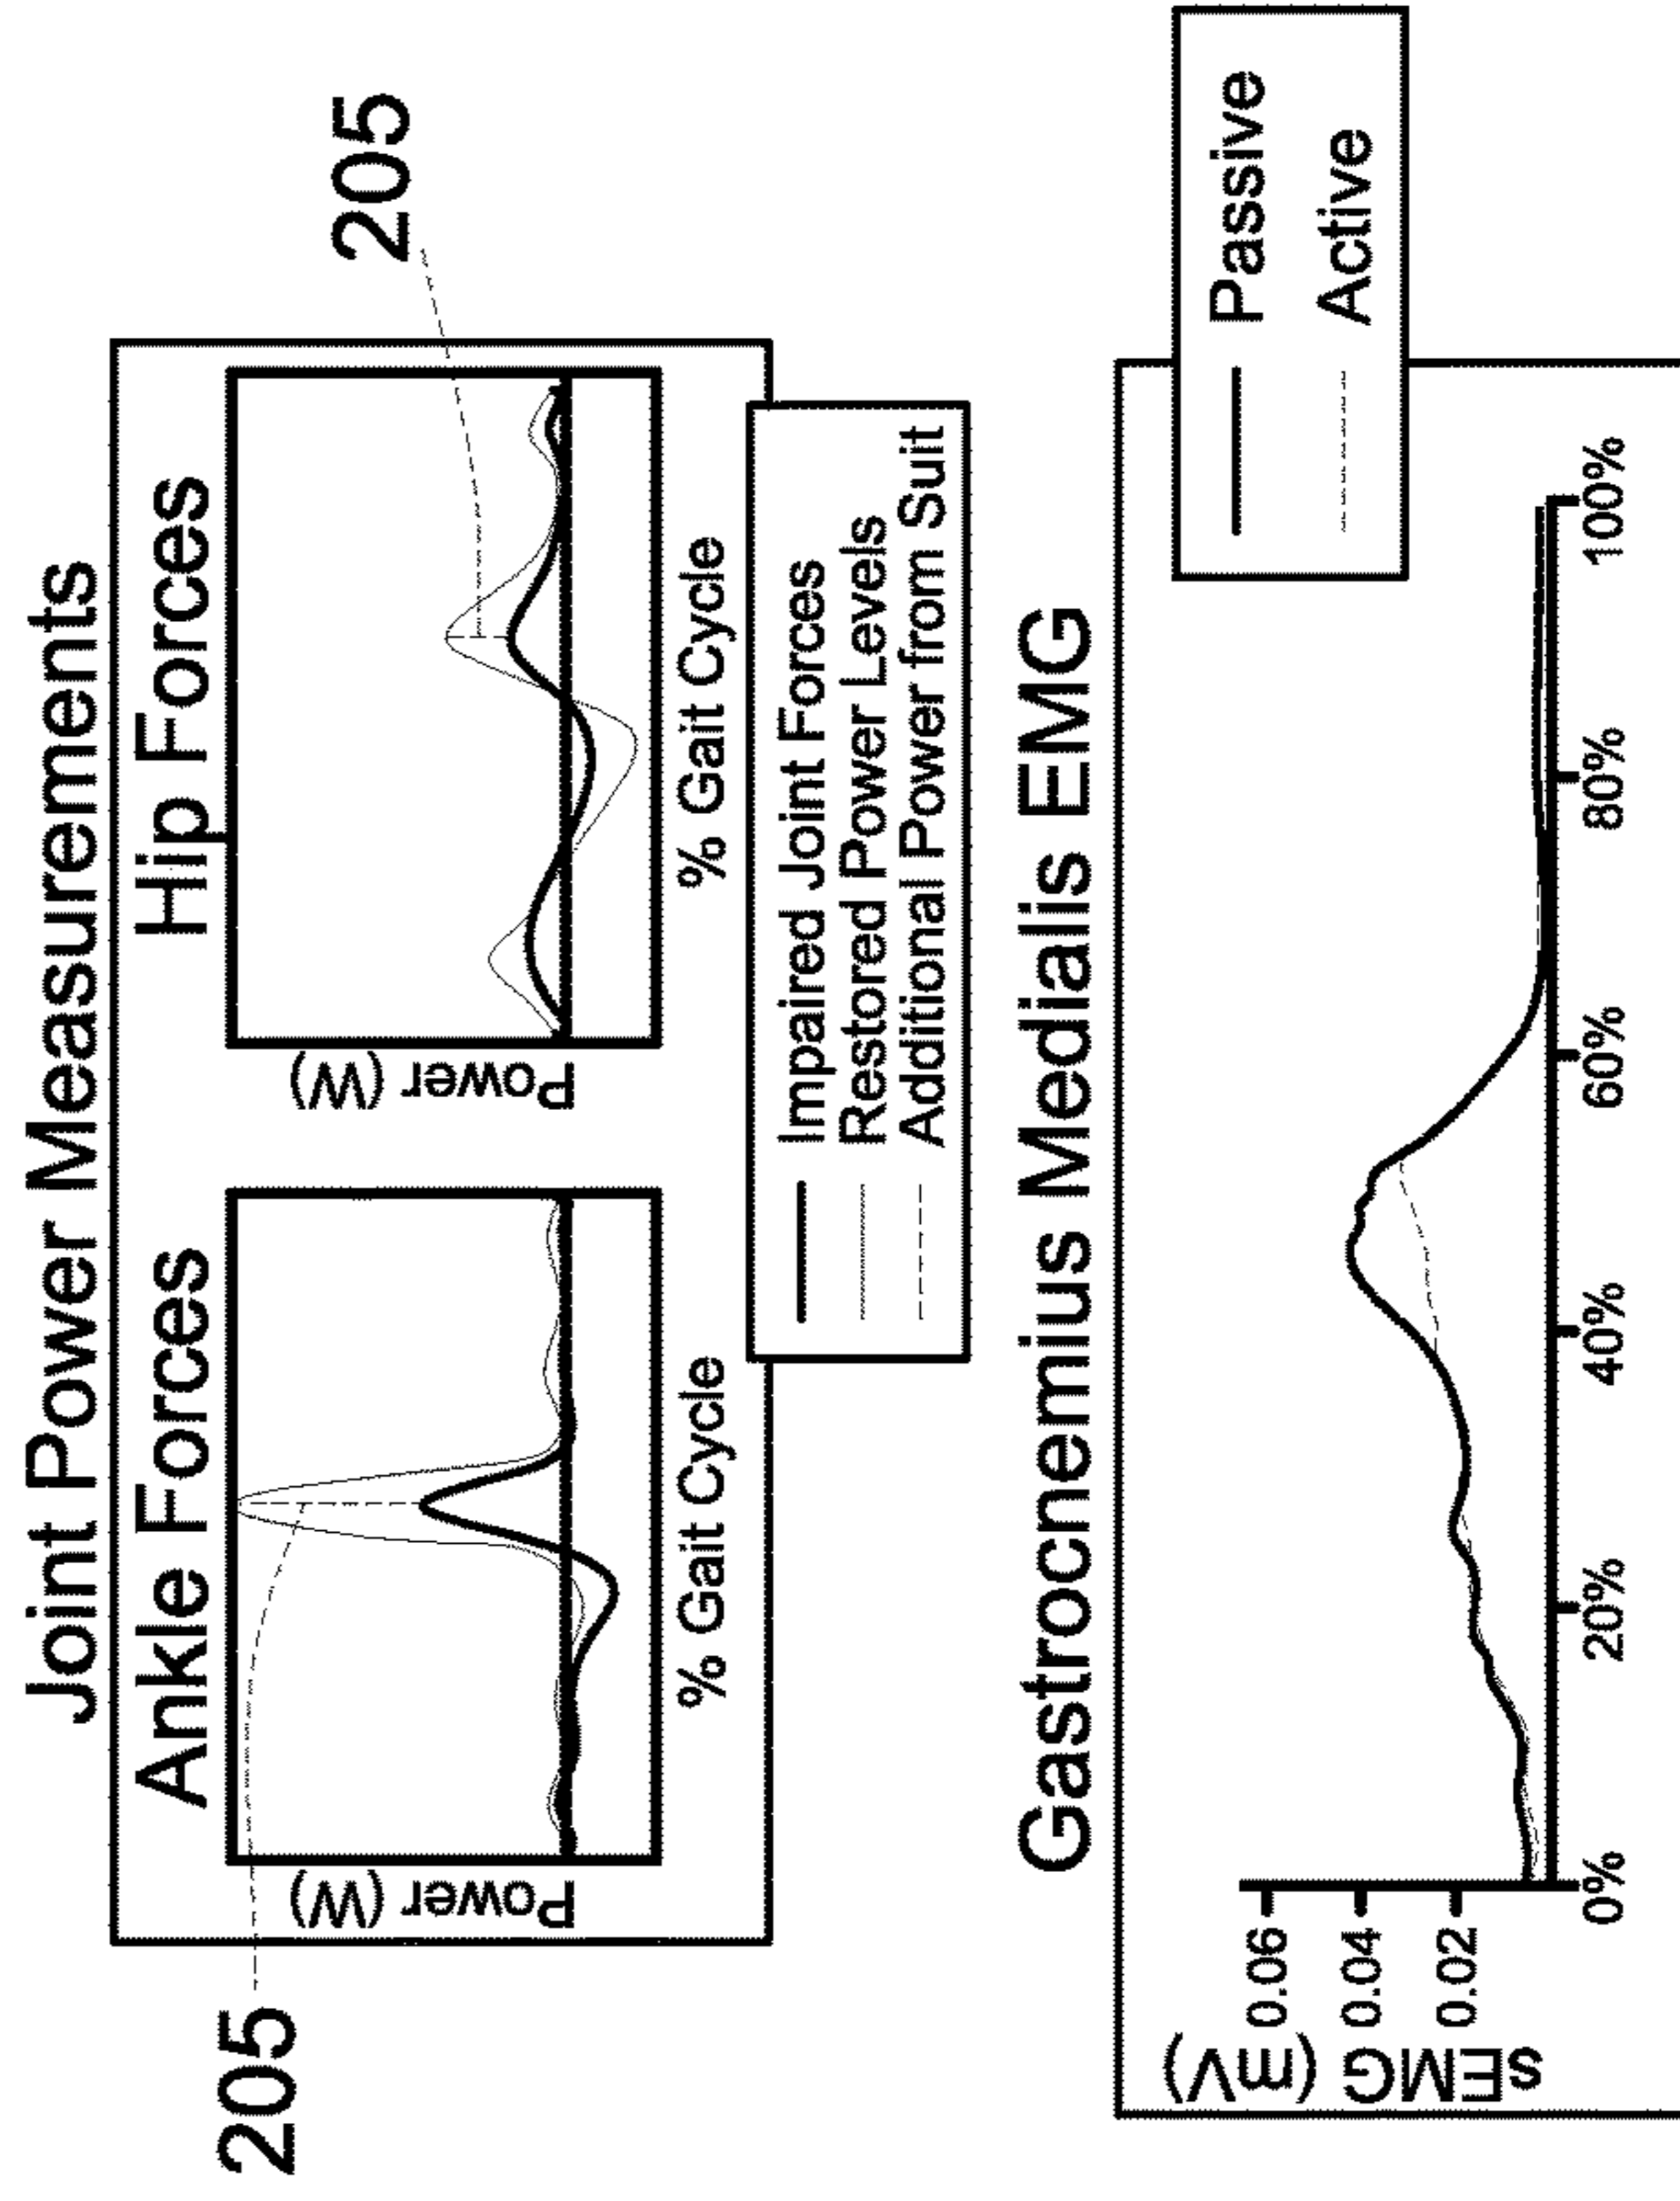 Joint Power Measurements
Ankle Forces
Hip Forces
205
205
Power (W)
Power (W)
% Gait Cycle
% Gait Cycle
Impaired Joint Forces
Restored Power Levels
Additional Power from Suit
Gastrocnemius Medialis EMG
Passive
Active
sEMG (mV)
0.06
0.04
0.02
0%
20%
40%
60%
80%
100%